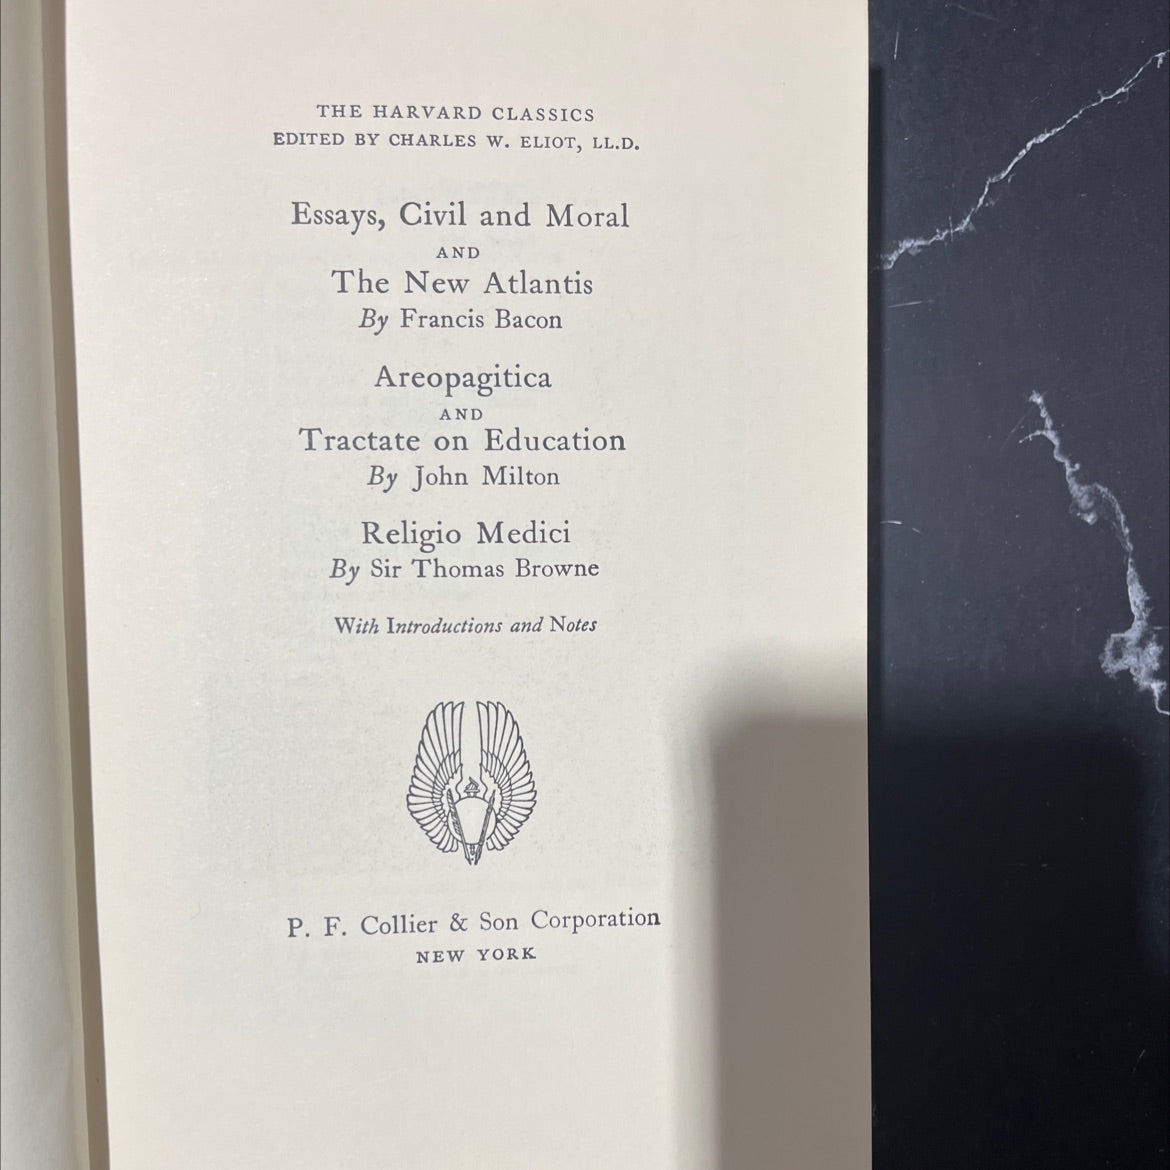 THE HARVARD CLASSICS
EDITED BY CHARLES W. ELIOT, LL.D.
Essays, Civil and Moral
AND
The New Atlantis
By Francis Bacon
Areopagitica
AND
Tractate on Education
By John Milton
Religio Medici
By Sir Thomas Browne
With Introductions and Notes
P. F. Collier & Son Corporation
NEW YORK